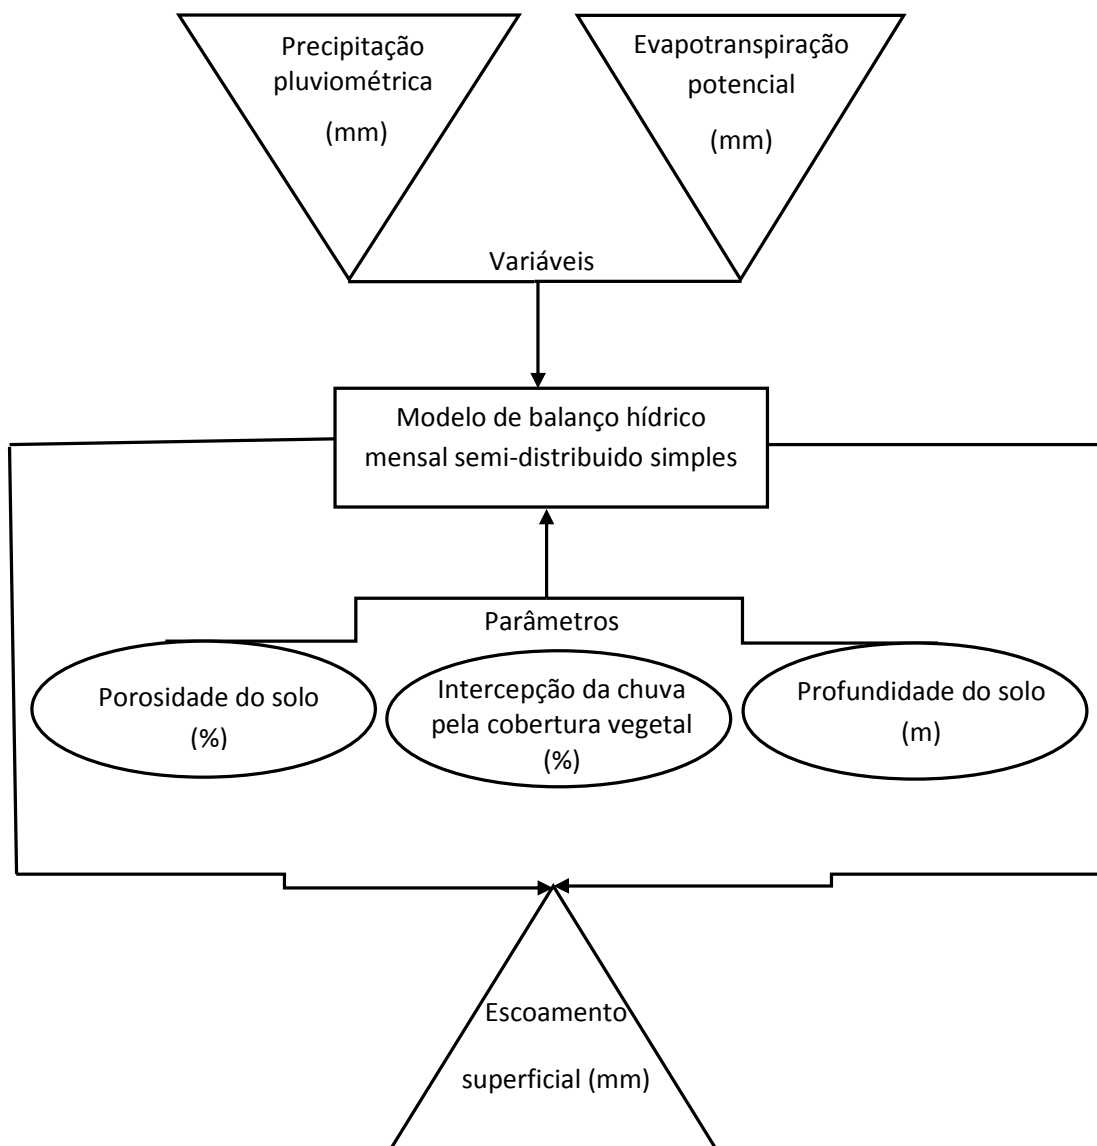 Precipitação
pluviométrica
(mm)
Evapotranspiração
potencial
(mm)
Variáveis
Modelo de balanço hídrico
mensal semi-distribuido simples
Parâmetros
Porosidade do solo
(%)
Intercepção da chuva
pela cobertura vegetal
(%)
Profundidade do solo
(m)
Escoamento
superficial (mm)